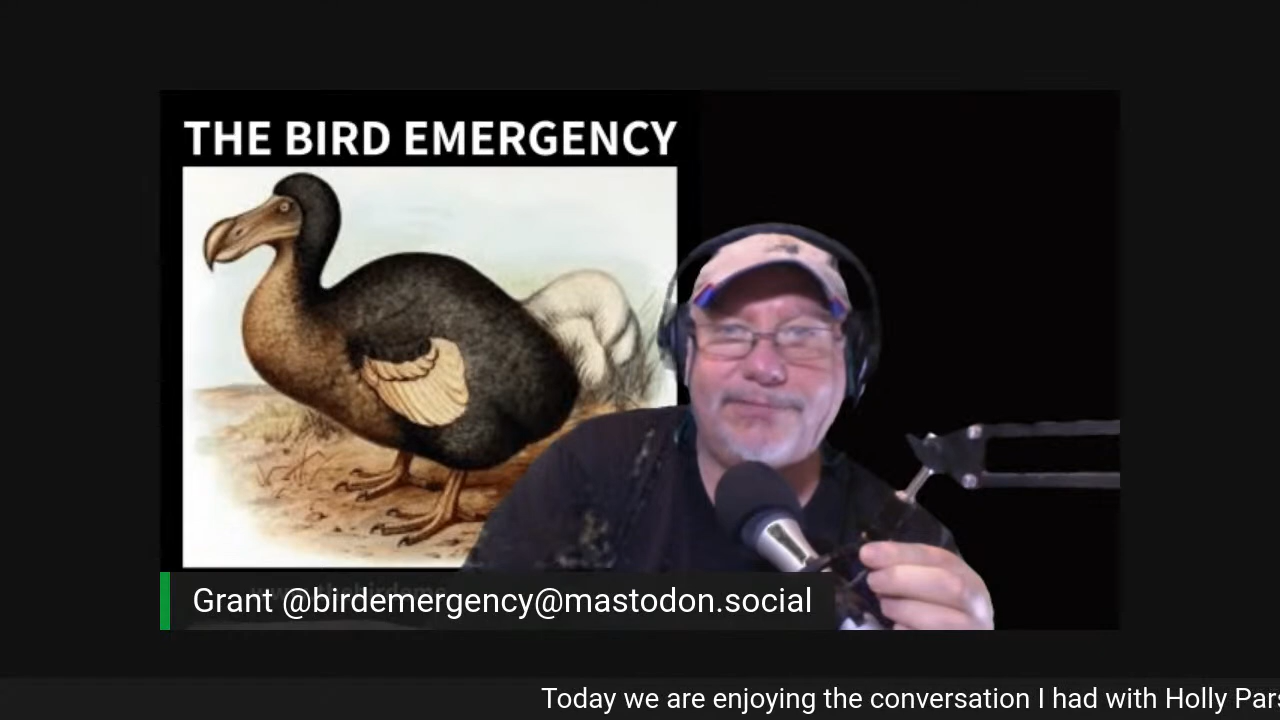 THE BIRD EMERGENCY
Grant @birdemergency@mastodon.social
Today we are enjoying the conversation I had with Holly